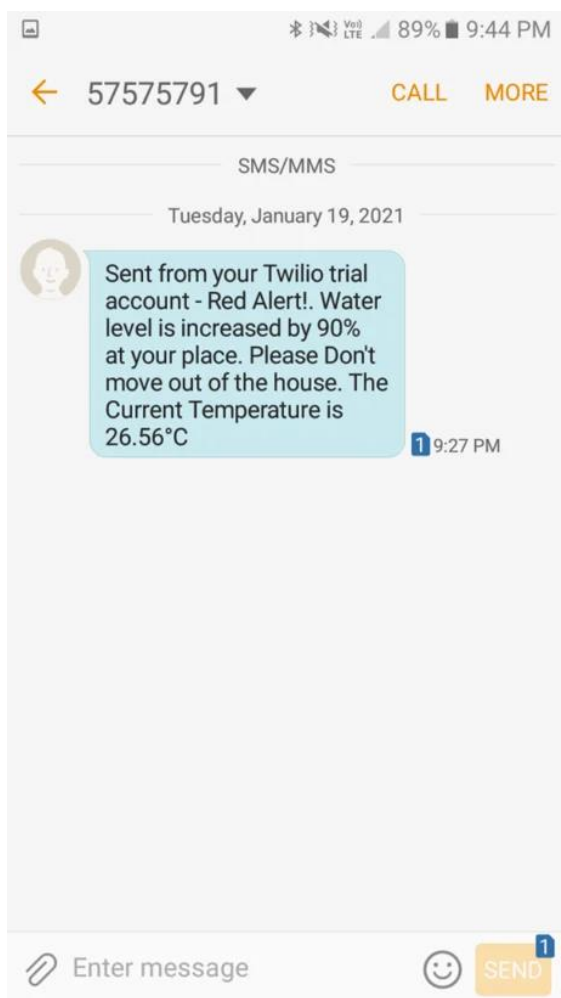 Voi) LTE 89% 9:44 PM
57575791 CALL MORE
SMS/MMS
Tuesday, January 19, 2021
Sent from your Twilio trial
account - Red Alert!. Water
level is increased by 90%
at your place. Please Don't
move out of the house. The
Current Temperature is
26.56°C
1 9:27 PM
Enter message
SEND
1